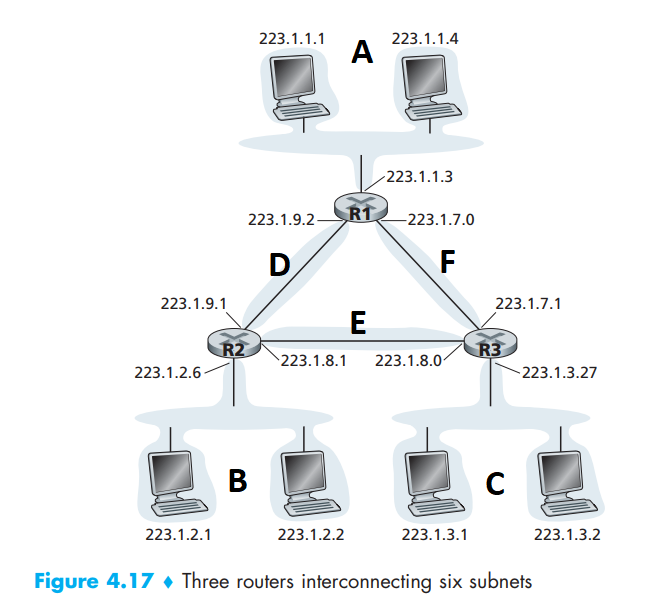 223.1.1.1 A 223.1.1.4
223.1.1.3
223.1.9.2 R1 223.1.7.0
D F
223.1.9.1 E 223.1.7.1
R2 R3
223.1.8.1 223.1.8.0
223.1.2.6 223.1.3.27
B C
223.1.2.1 223.1.2.2 223.1.3.1 223.1.3.2
Figure 4.17 ♦ Three routers interconnecting six subnets